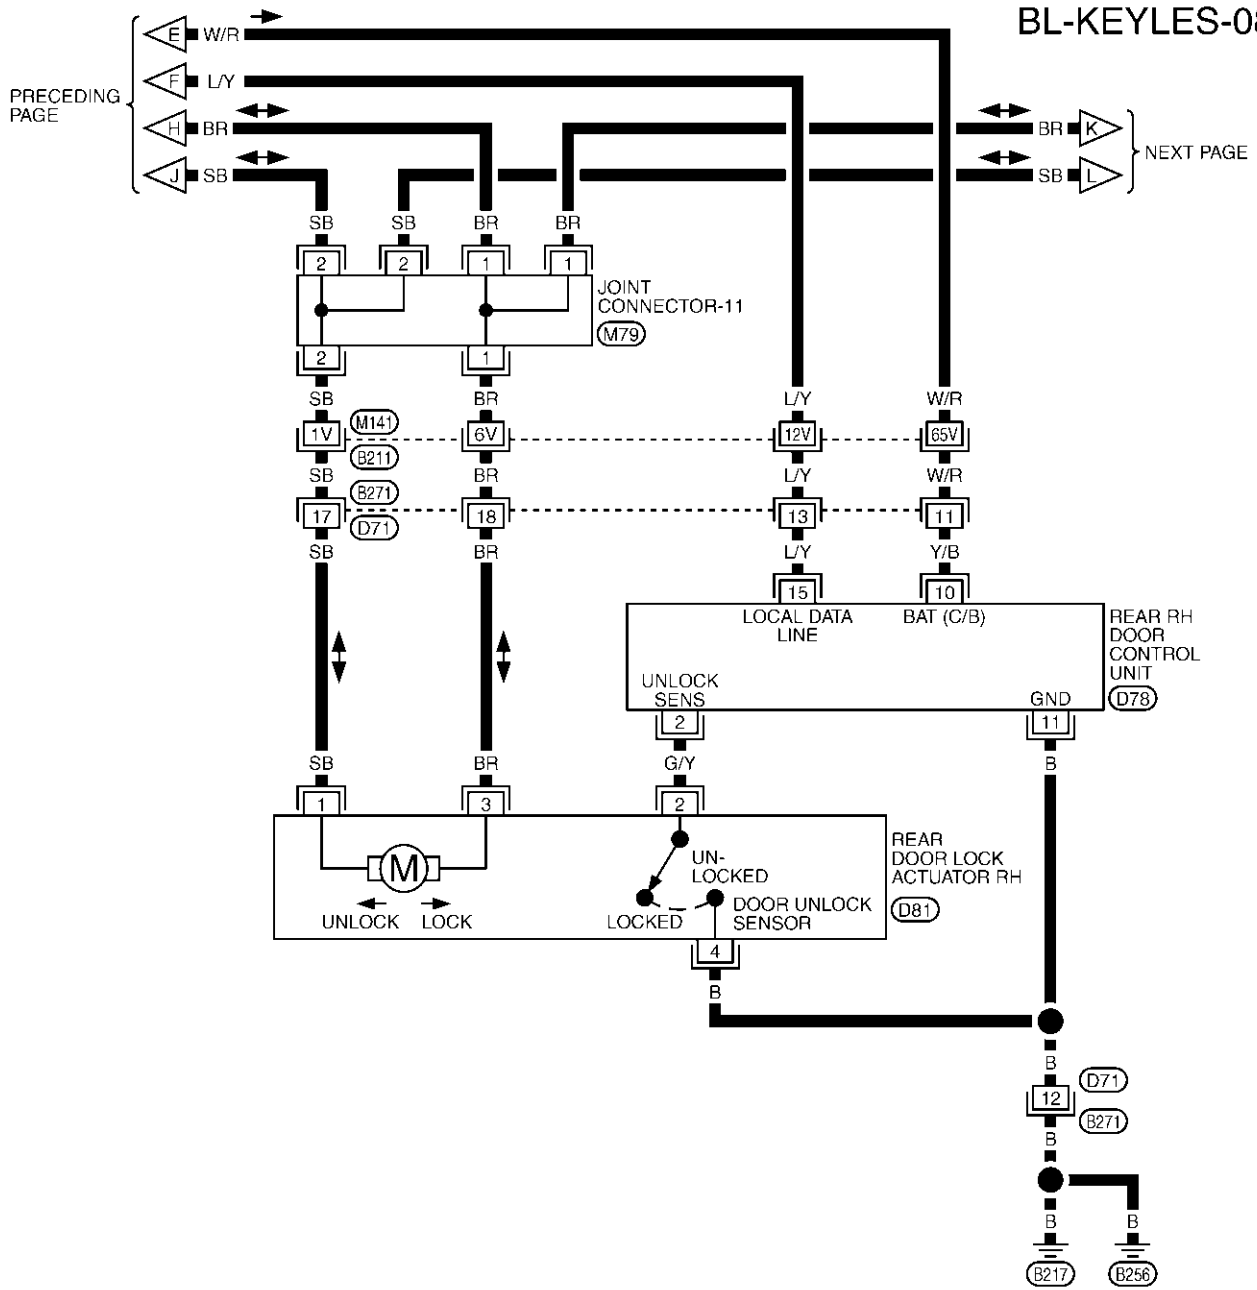 BL-KEYLES-08
PRECEDING
PAGE
E W/R
F L/Y
H BR
J SB
BR K
SB L
NEXT PAGE
SB SB BR BR
2 2 1 1
JOINT
CONNECTOR-11
M79
2 1
SB BR L/Y W/R
1V M141 6V 12V 65V
B211
SB BR L/Y W/R
B271
17 18 13 11
D71
SB BR L/Y Y/B
15 10
LOCAL DATA
LINE
BAT (C/B)
REAR RH
DOOR
CONTROL
UNIT
D78
UNLOCK
SENS
GND
2 11
SB BR G/Y B
1 3 2
M
UNLOCK LOCK
UN-
LOCKED
LOCKED
DOOR UNLOCK
SENSOR
REAR
DOOR LOCK
ACTUATOR RH
D81
4
B
B
D71
12
B271
B
B B
B217 B256